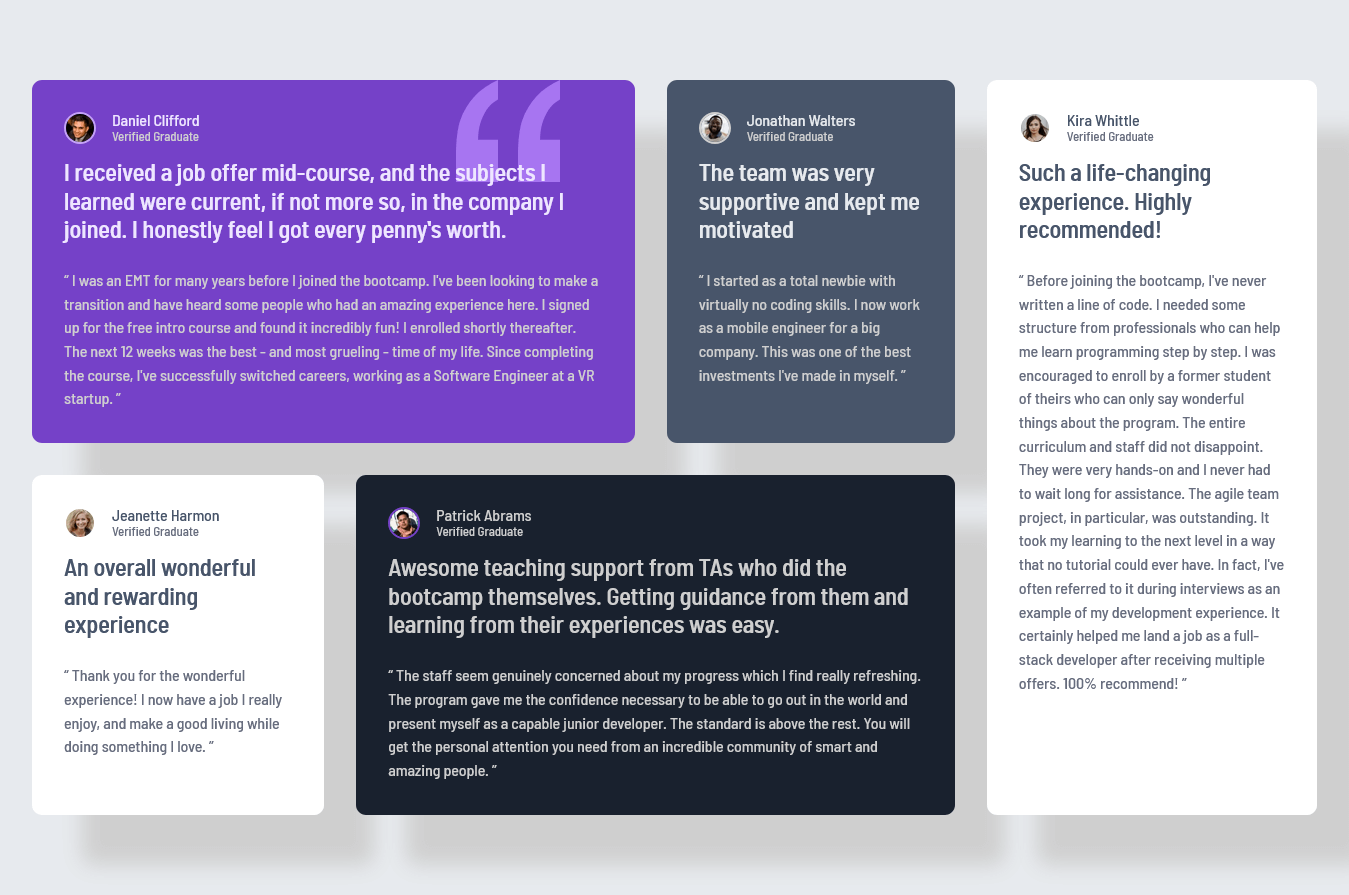 Daniel Clifford
Verified Graduate
I received a job offer mid-course, and the subjects I
learned were current, if not more so, in the company I
joined. I honestly feel I got every penny's worth.
“ I was an EMT for many years before I joined the bootcamp. I've been looking to make a
transition and have heard some people who had an amazing experience here. I signed
up for the free intro course and found it incredibly fun! I enrolled shortly thereafter.
The next 12 weeks was the best - and most grueling - time of my life. Since completing
the course, I've successfully switched careers, working as a Software Engineer at a VR
startup. ”
Jonathan Walters
Verified Graduate
The team was very
supportive and kept me
motivated
“ I started as a total newbie with
virtually no coding skills. I now work
as a mobile engineer for a big
company. This was one of the best
investments I've made in myself. ”
Kira Whittle
Verified Graduate
Such a life-changing
experience. Highly
recommended!
“ Before joining the bootcamp, I've never
written a line of code. I needed some
structure from professionals who can help
me learn programming step by step. I was
encouraged to enroll by a former student
of theirs who can only say wonderful
things about the program. The entire
curriculum and staff did not disappoint.
They were very hands-on and I never had
to wait long for assistance. The agile team
project, in particular, was outstanding. It
took my learning to the next level in a way
that no tutorial could ever have. In fact, I've
often referred to it during interviews as an
example of my development experience. It
certainly helped me land a job as a full-
stack developer after receiving multiple
offers. 100% recommend! ”
Jeanette Harmon
Verified Graduate
An overall wonderful
and rewarding
experience
“ Thank you for the wonderful
experience! I now have a job I really
enjoy, and make a good living while
doing something I love. ”
Patrick Abrams
Verified Graduate
Awesome teaching support from TAs who did the
bootcamp themselves. Getting guidance from them and
learning from their experiences was easy.
“ The staff seem genuinely concerned about my progress which I find really refreshing.
The program gave me the confidence necessary to be able to go out in the world and
present myself as a capable junior developer. The standard is above the rest. You will
get the personal attention you need from an incredible community of smart and
amazing people. ”